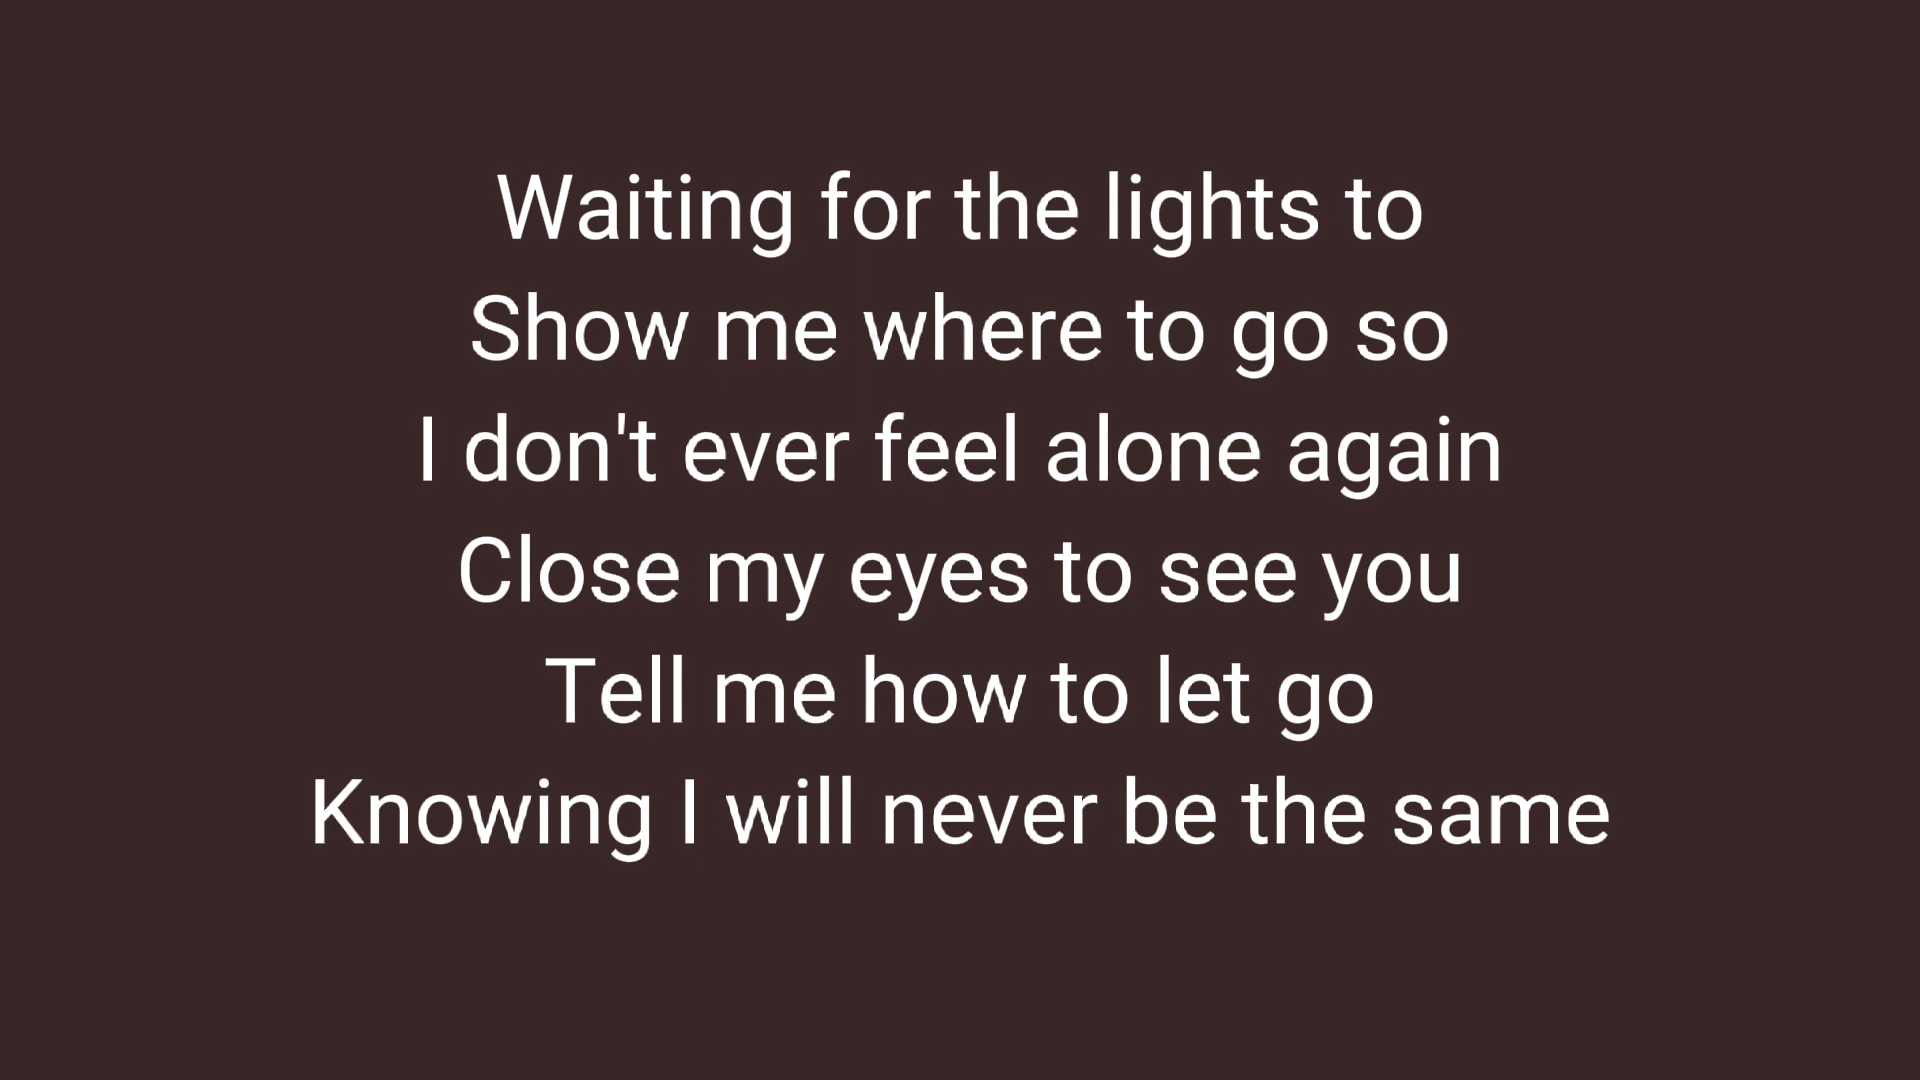 Waiting for the lights to
Show me where to go so
I don't ever feel alone again
Close my eyes to see you
Tell me how to let go
Knowing I will never be the same